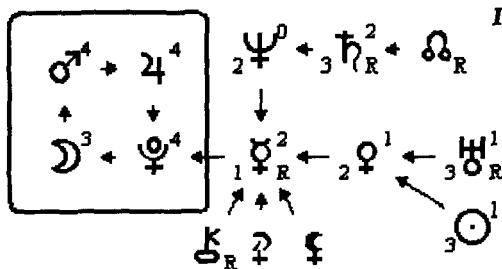 I
♂4 ♃4 2♆0 3♄2R ☊R
☽3 ♇4 1☿2R 2♀1 3♅1R
⚷R ⚳ ⚸ 3☉1